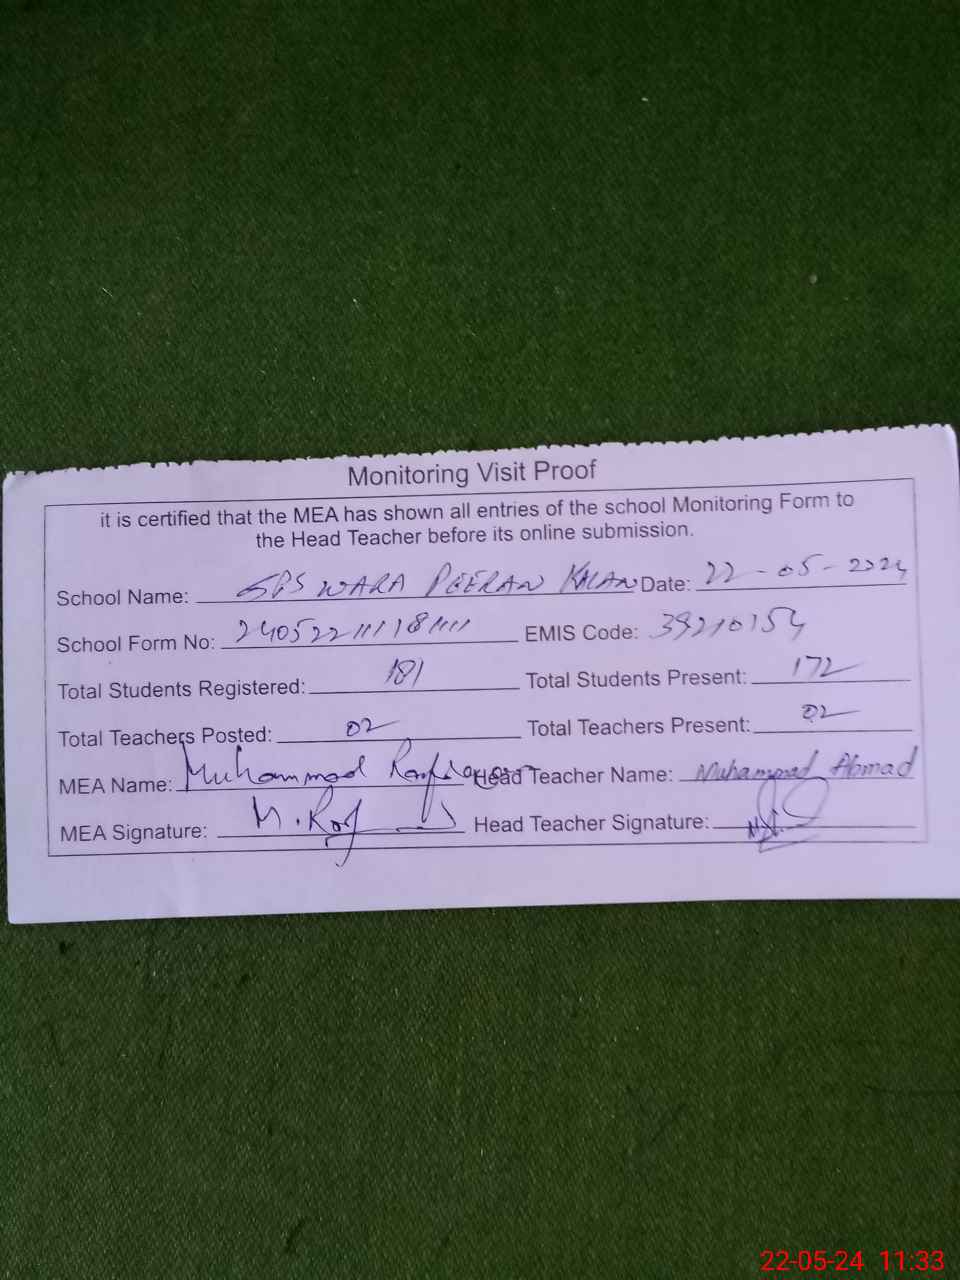 Monitoring Visit Proof
it is certified that the MEA has shown all entries of the school Monitoring Form to
the Head Teacher before its online submission.
School Name: GPS WARA PEERAN KALAN Date: 22-05-2024
School Form No: EMIS Code: 39210154
Total Students Registered: 181 Total Students Present: 172
Total Teachers Posted: 02 Total Teachers Present: 02
MEA Name: Muhammad Head Teacher Name: Muhammad Ahmad
MEA Signature: Head Teacher Signature:
22-05-24 11:33